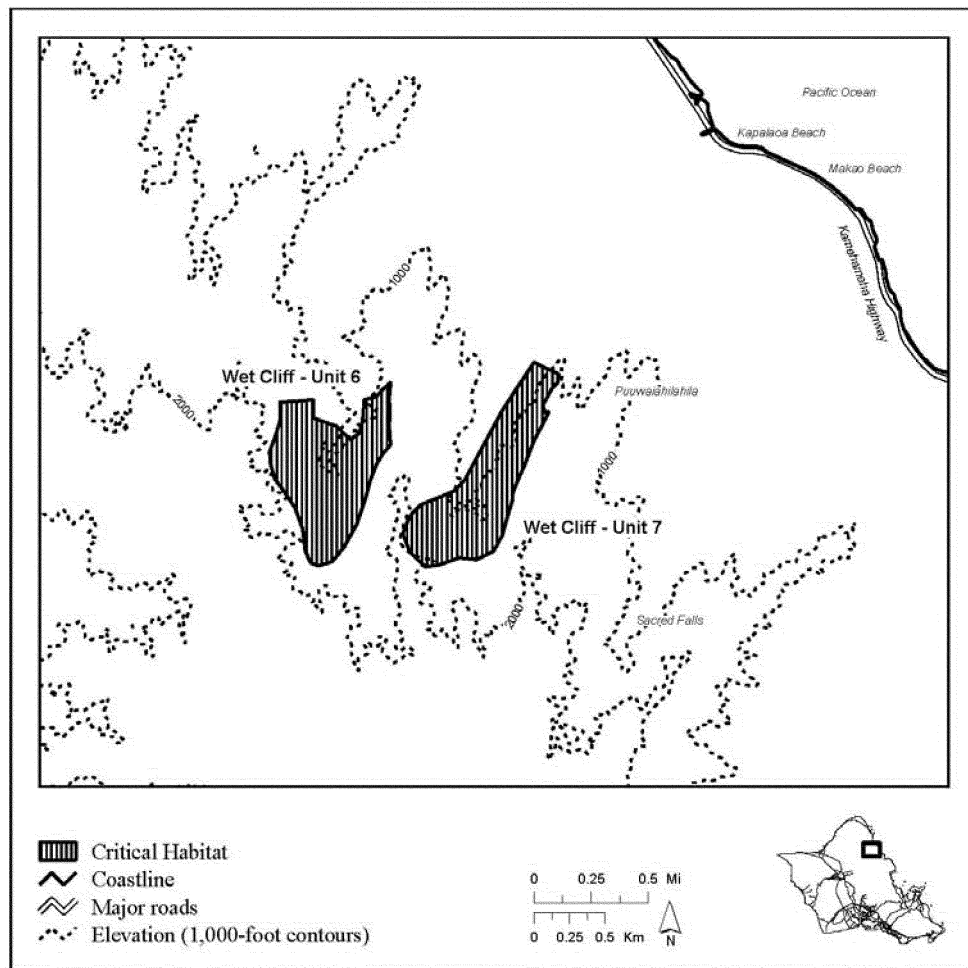 Pacific Ocean
Kapalaoa Beach
Makao Beach
Kamehameha Highway
1000
Wet Cliff - Unit 6
2000
Puuwaiahilahila
1000
Wet Cliff - Unit 7
2000
Sacred Falls
Critical Habitat
Coastline
Major roads
Elevation (1,000-foot contours)
0 0.25 0.5 Mi
0 0.25 0.5 Km
N